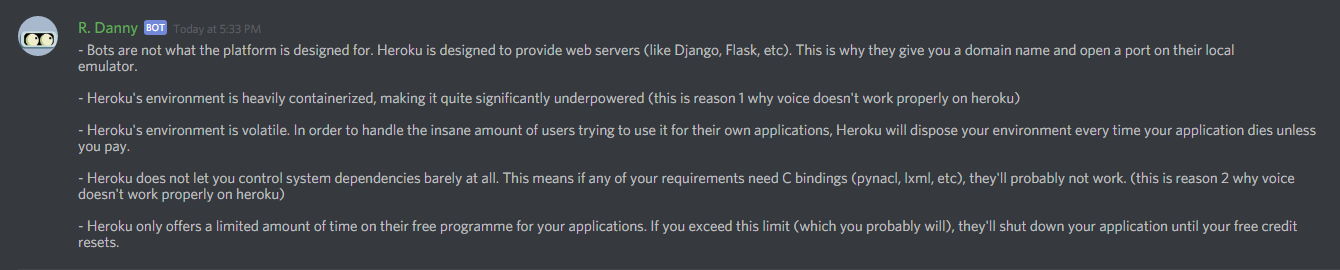 R. Danny BOT Today at 5:33 PM
- Bots are not what the platform is designed for. Heroku is designed to provide web servers (like Django, Flask, etc). This is why they give you a domain name and open a port on their local
emulator.
- Heroku's environment is heavily containerized, making it quite significantly underpowered (this is reason 1 why voice doesn't work properly on heroku)
- Heroku's environment is volatile. In order to handle the insane amount of users trying to use it for their own applications, Heroku will dispose your environment every time your application dies unless
you pay.
- Heroku does not let you control system dependencies barely at all. This means if any of your requirements need C bindings (pynacl, lxml, etc), they'll probably not work. (this is reason 2 why voice
doesn't work properly on heroku)
- Heroku only offers a limited amount of time on their free programme for your applications. If you exceed this limit (which you probably will), they'll shut down your application until your free credit
resets.